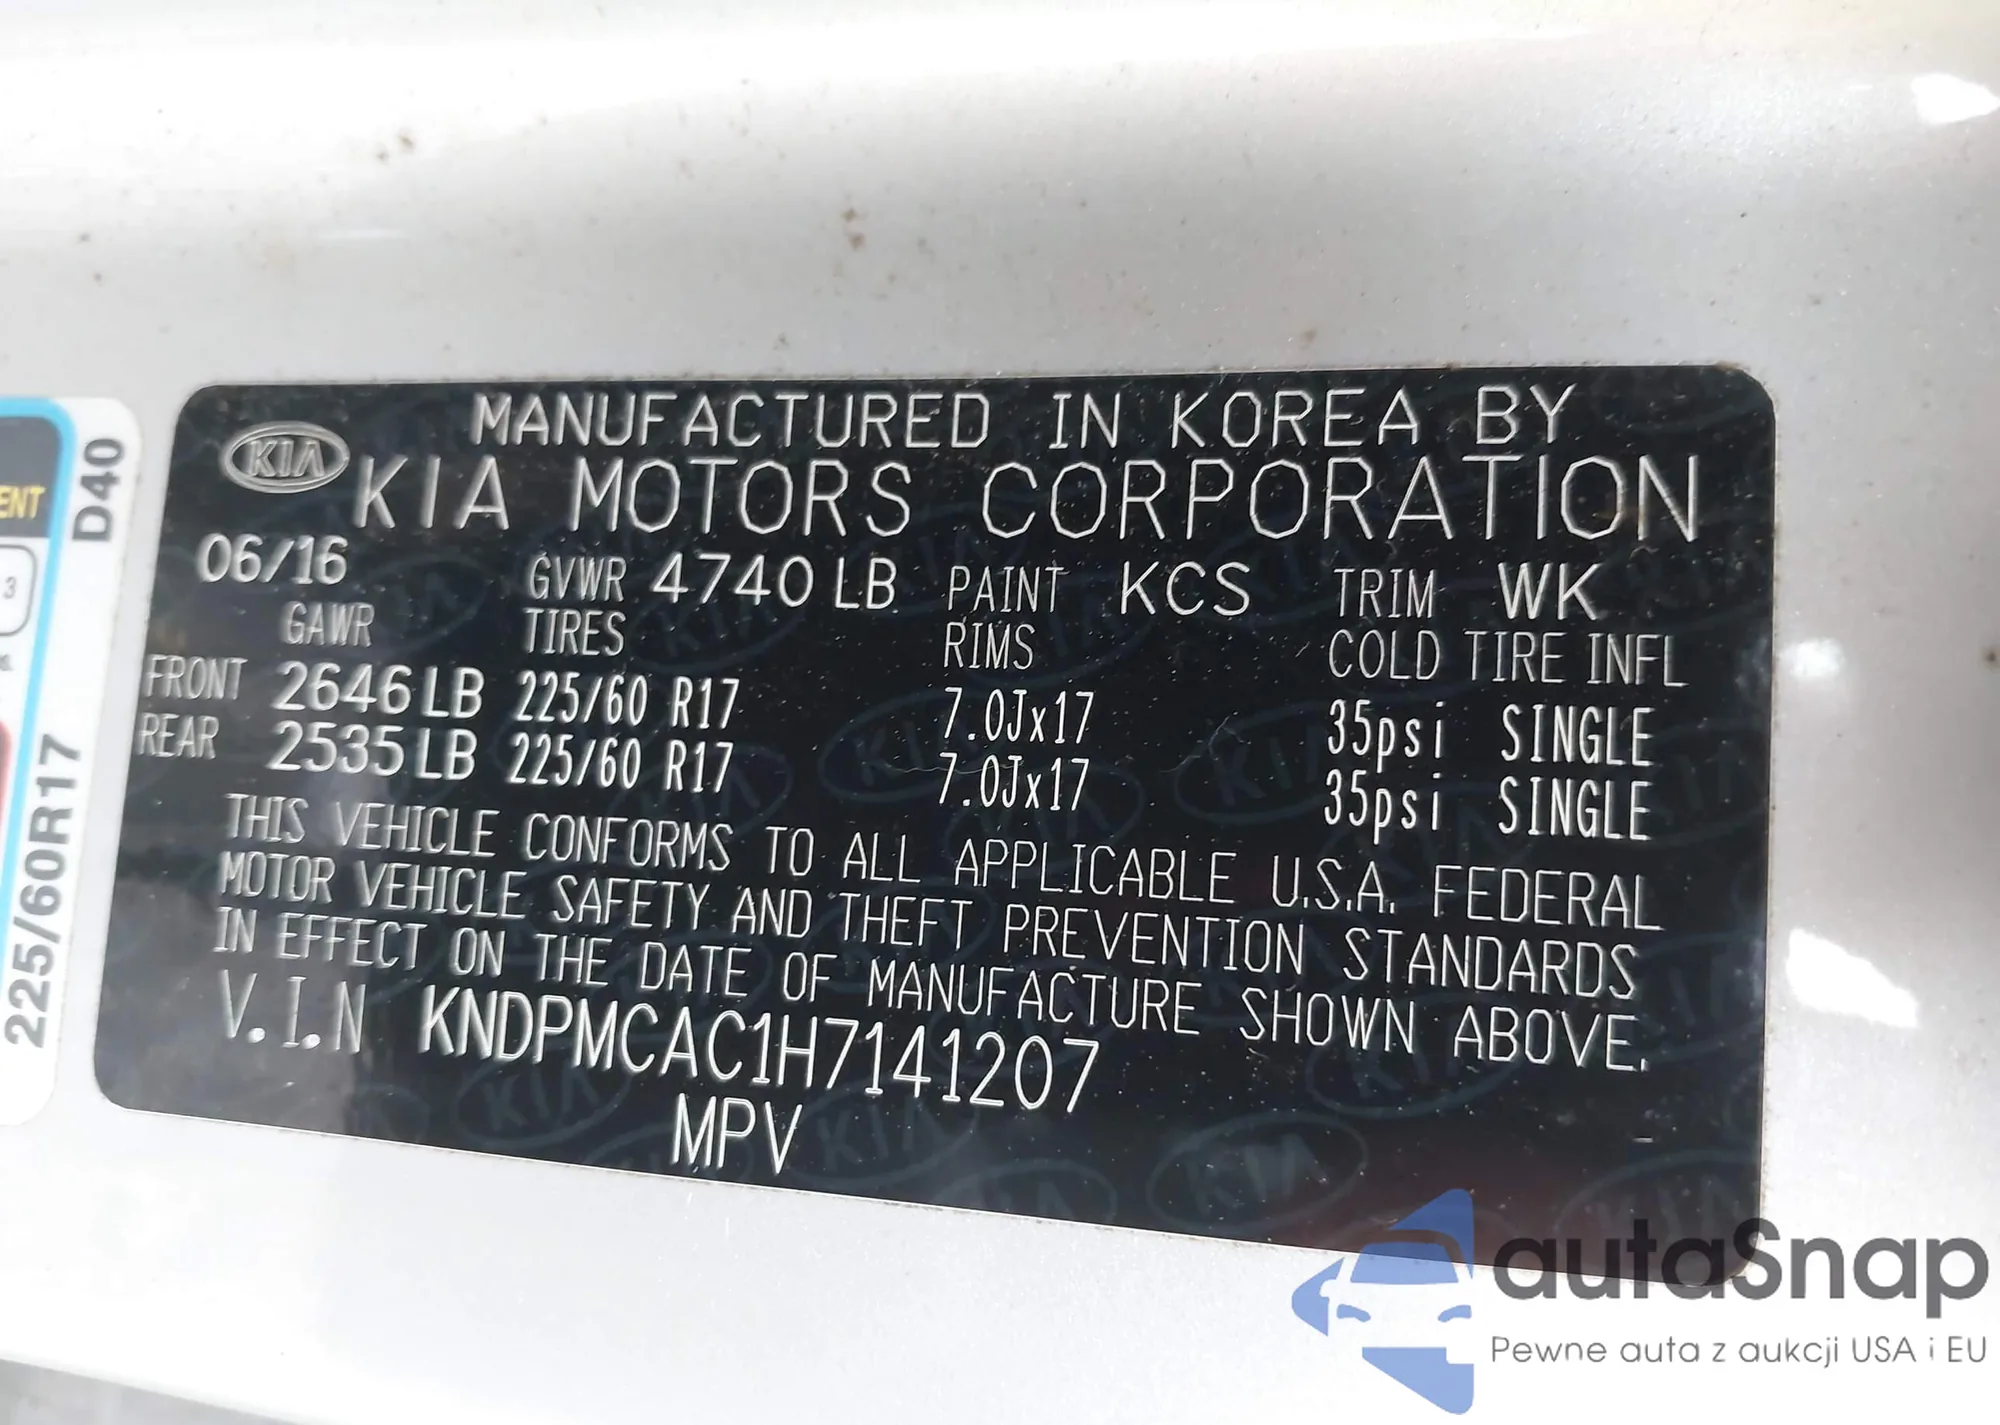 MANUFACTURED IN KOREA BY
KIA
KIA MOTORS CORPORATION
06/16 GVWR 4740 LB PAINT KCS TRIM WK
GAWR TIRES RIMS COLD TIRE INFL
FRONT 2646 LB 225/60 R17 7.0Jx17 35psi SINGLE
REAR 2535 LB 225/60 R17 7.0Jx17 35psi SINGLE
THIS VEHICLE CONFORMS TO ALL APPLICABLE U.S.A. FEDERAL
MOTOR VEHICLE SAFETY AND THEFT PREVENTION STANDARDS
IN EFFECT ON THE DATE OF MANUFACTURE SHOWN ABOVE.
V.I.N KNDPMCAC1H7141207
MPV
D40
225/60R17
3
autaSnap
Pewne auta z aukcji USA i EU